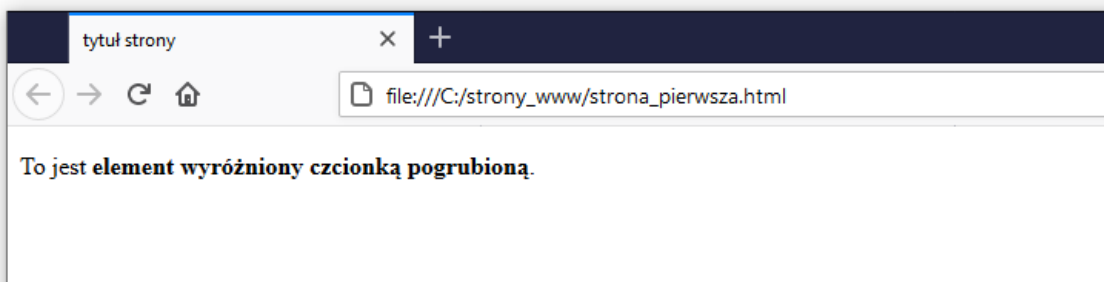 tytuł strony
file:///C:/strony_www/strona_pierwsza.html
To jest element wyróżniony czcionką pogrubioną.